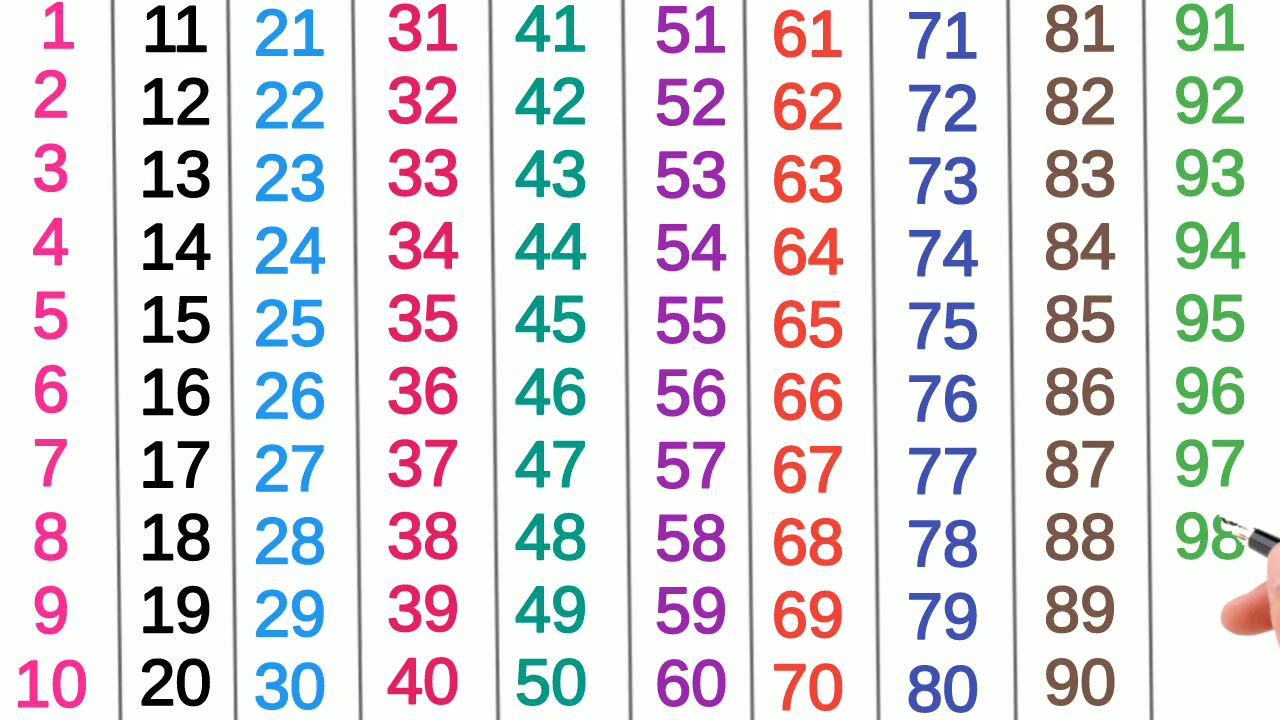 1 11 21 31 41 51 61 71 81 91
2 12 22 32 42 52 62 72 82 92
3 13 23 33 43 53 63 73 83 93
4 14 24 34 44 54 64 74 84 94
5 15 25 35 45 55 65 75 85 95
6 16 26 36 46 56 66 76 86 96
7 17 27 37 47 57 67 77 87 97
8 18 28 38 48 58 68 78 88 98
9 19 29 39 49 59 69 79 89
10 20 30 40 50 60 70 80 90